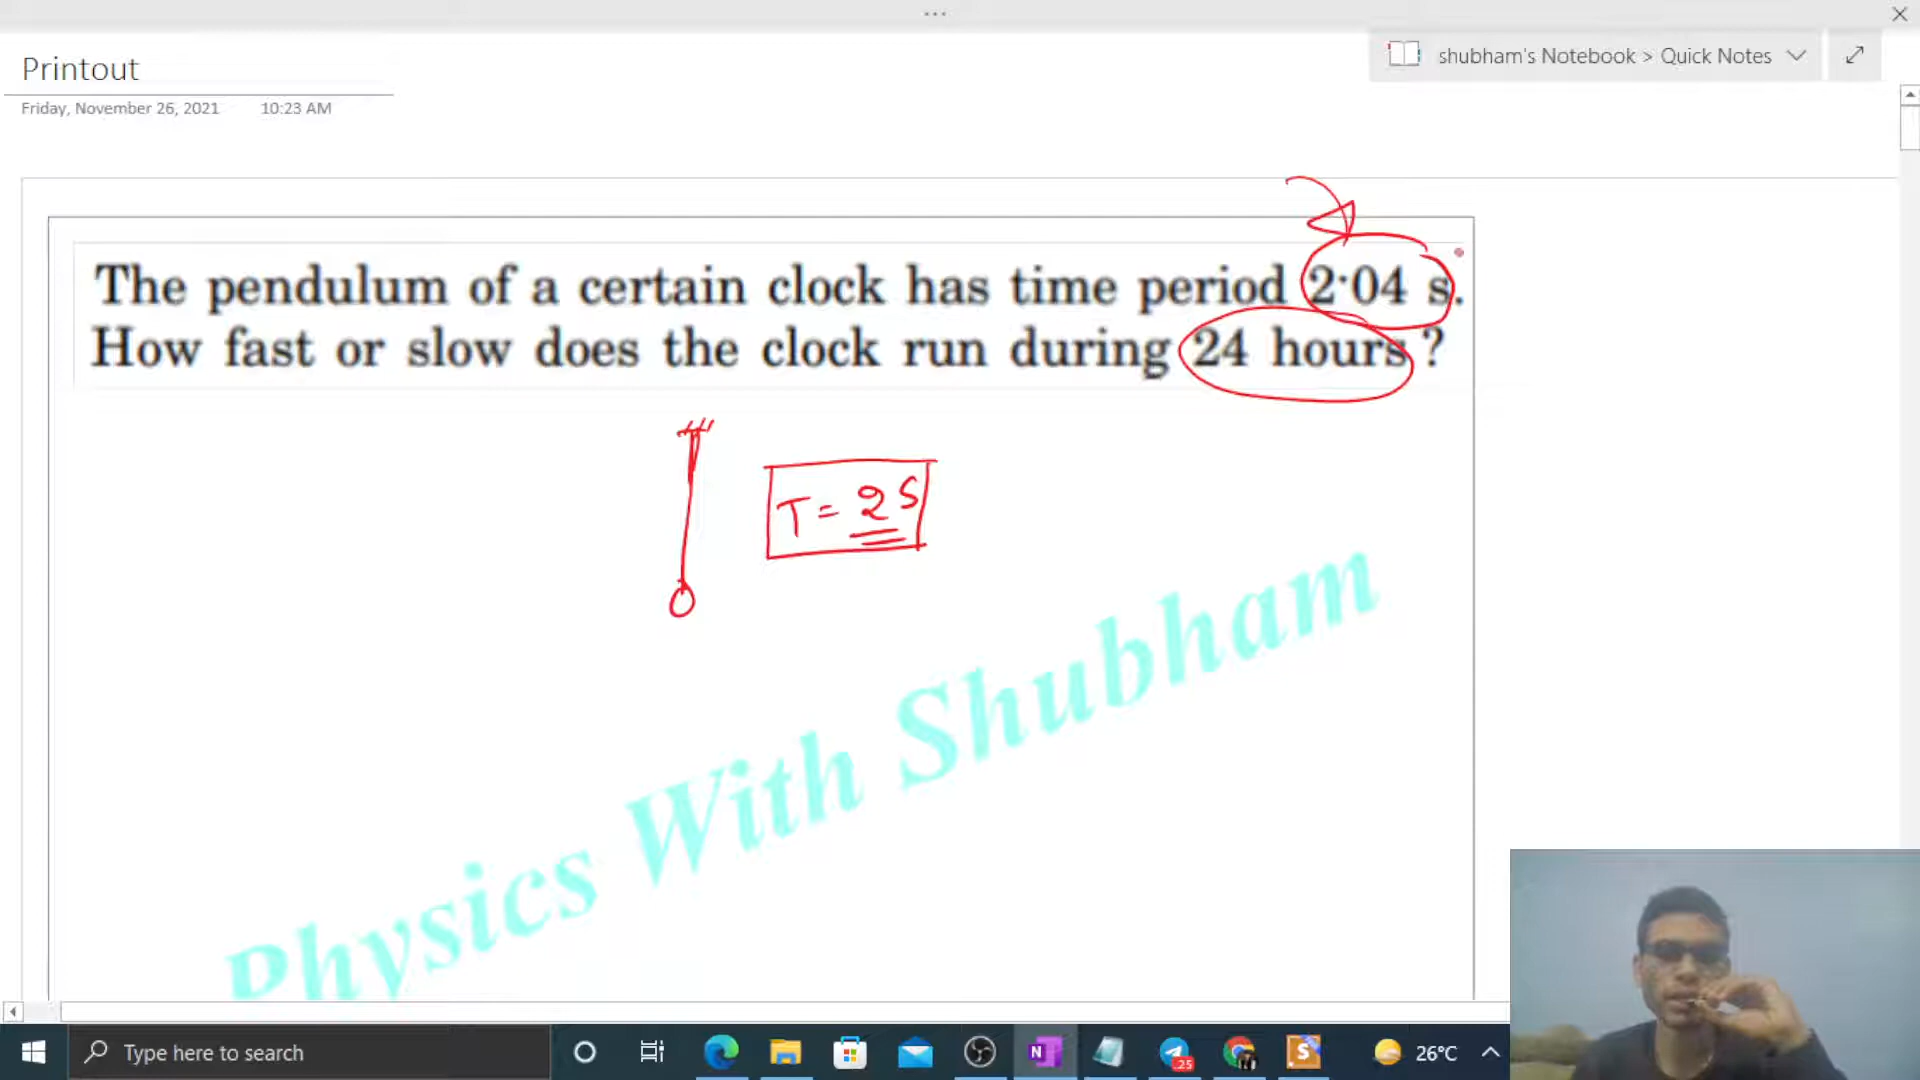 shubham's Notebook > Quick Notes
Printout
Friday, November 26, 2021 10:23 AM
The pendulum of a certain clock has time period 2·04 s.
How fast or slow does the clock run during 24 hours ?
T = 2 S
Physics With Shubham
Type here to search
N
.25
S
26°C